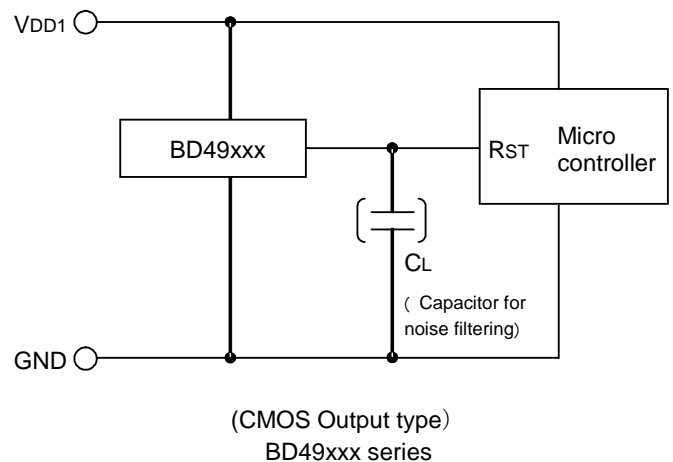 VDD1
BD49xxx
RST
Micro
controller
CL
( Capacitor for
noise filtering)
GND
(CMOS Output type）
BD49xxx series